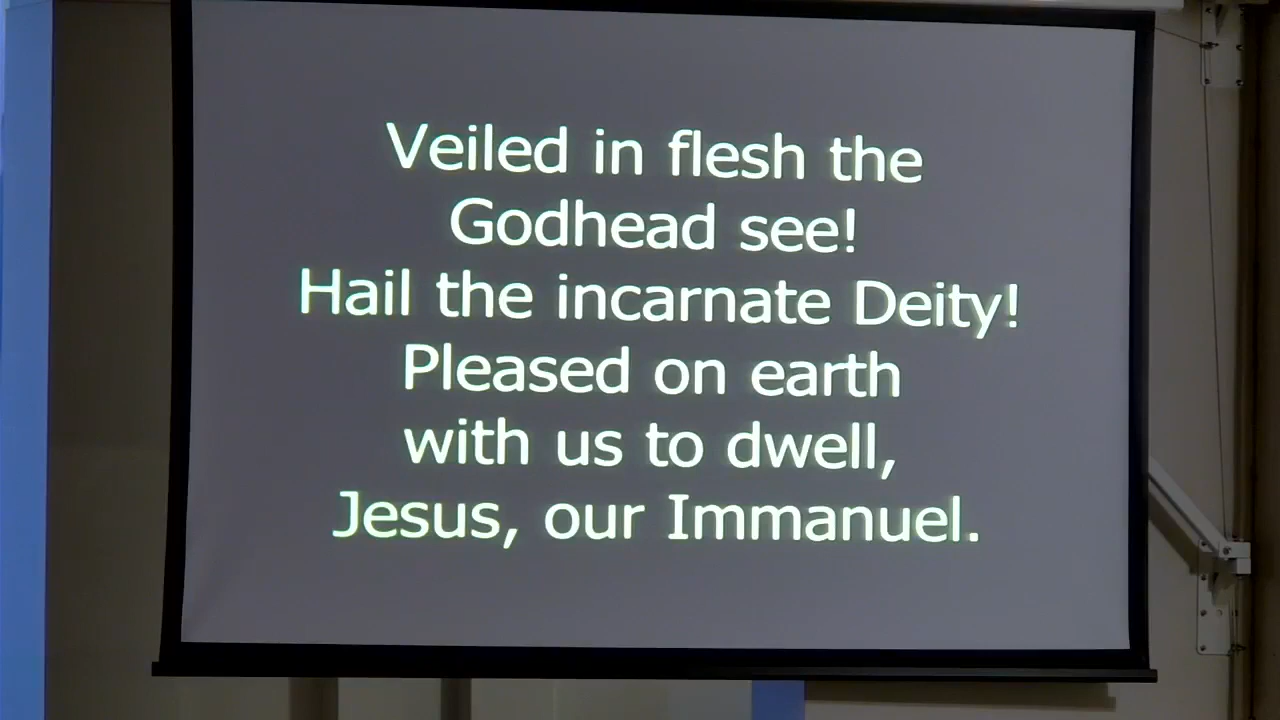 Veiled in flesh the
Godhead see!
Hail the incarnate Deity!
Pleased on earth
with us to dwell,
Jesus, our Immanuel.